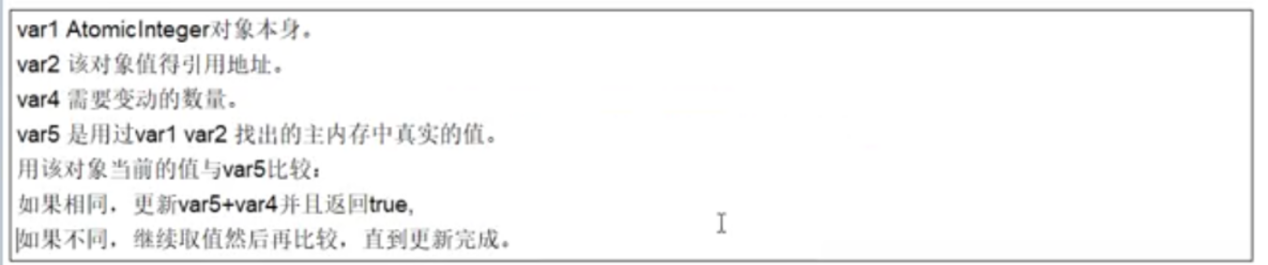 var1 AtomicInteger对象本身。
var2 该对象值得引用地址。
var4 需要变动的数量。
var5 是用过var1 var2 找出的主内存中真实的值。
用该对象当前的值与var5比较：
如果相同，更新var5+var4并且返回true,
如果不同，继续取值然后再比较，直到更新完成。